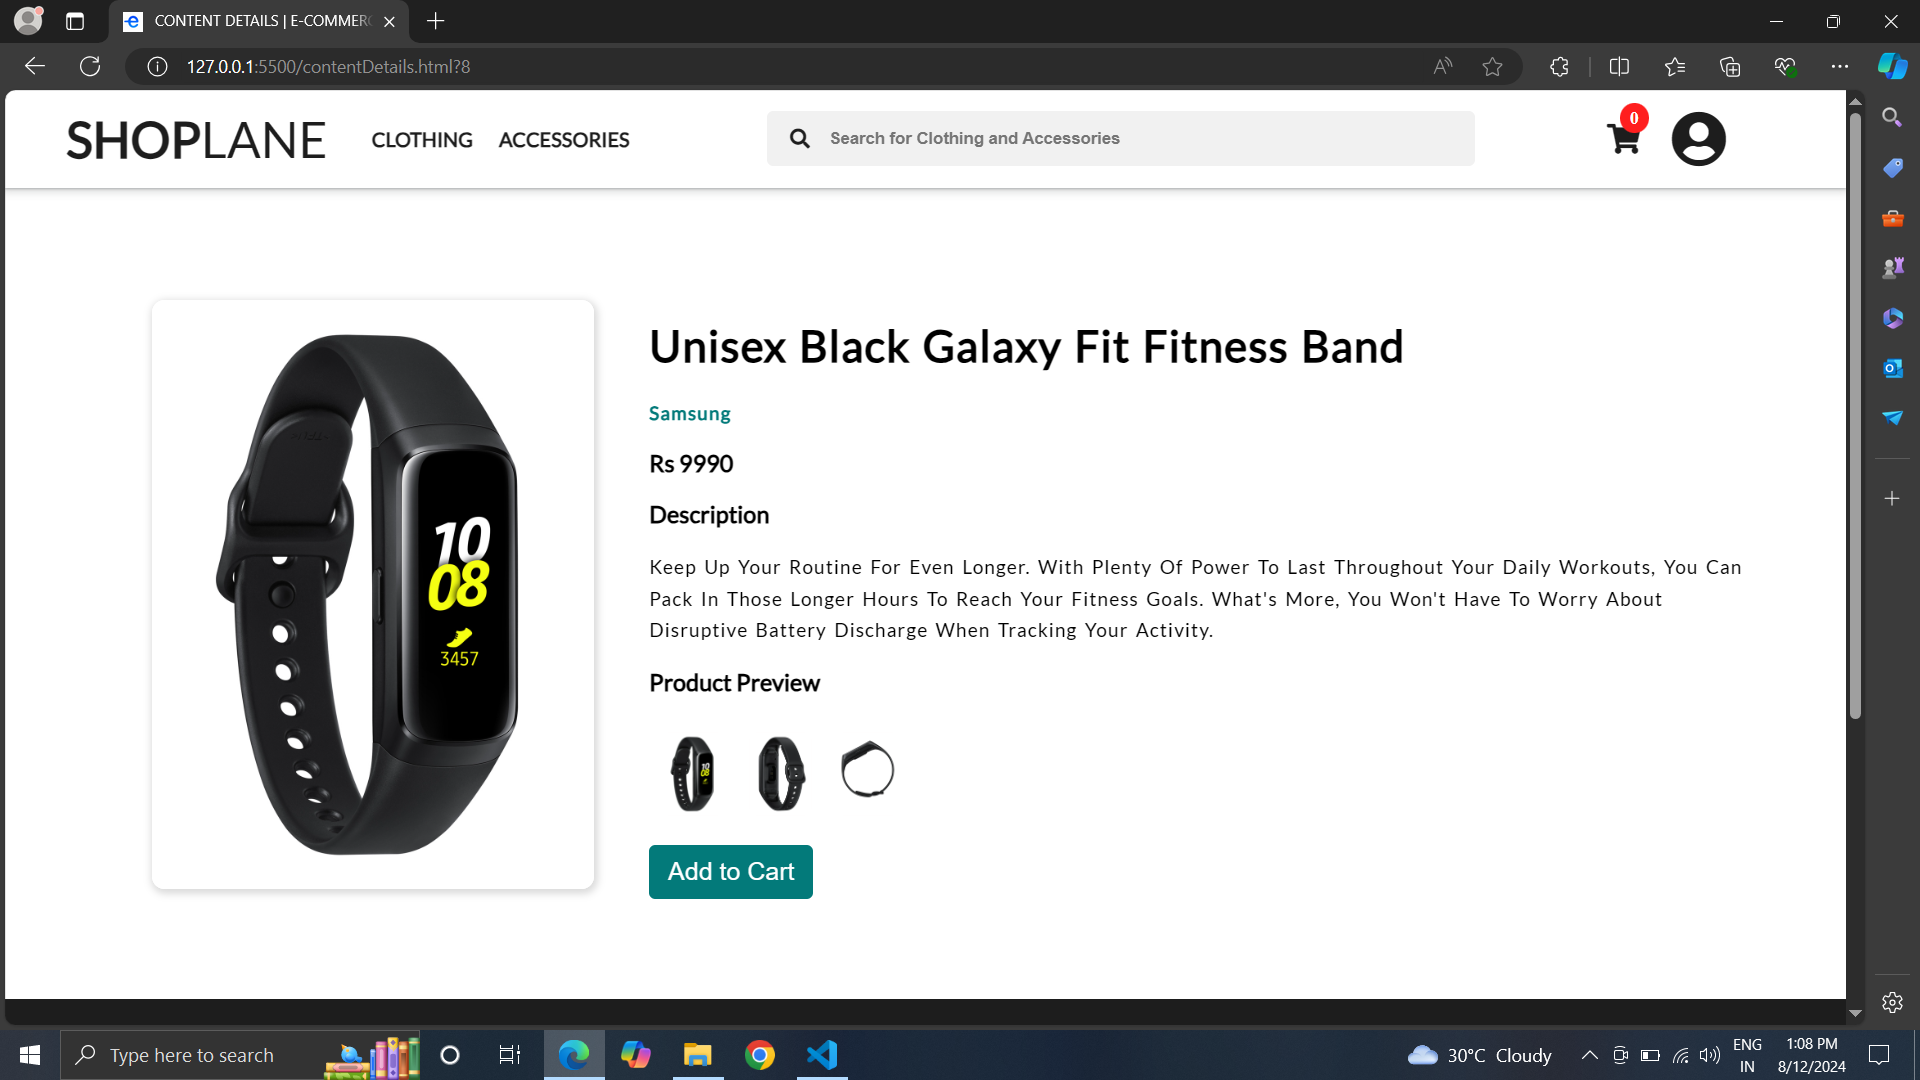 CONTENT DETAILS | E-COMMERC
127.0.0.1:5500/contentDetails.html?8
SHOPLANE
CLOTHING
ACCESSORIES
Search for Clothing and Accessories
0
Unisex Black Galaxy Fit Fitness Band
Samsung
Rs 9990
Description
Keep Up Your Routine For Even Longer. With Plenty Of Power To Last Throughout Your Daily Workouts, You Can
Pack In Those Longer Hours To Reach Your Fitness Goals. What's More, You Won't Have To Worry About
Disruptive Battery Discharge When Tracking Your Activity.
10
08
3457
Product Preview
10
08
Add to Cart
Type here to search
30°C Cloudy
ENG
IN
1:08 PM
8/12/2024